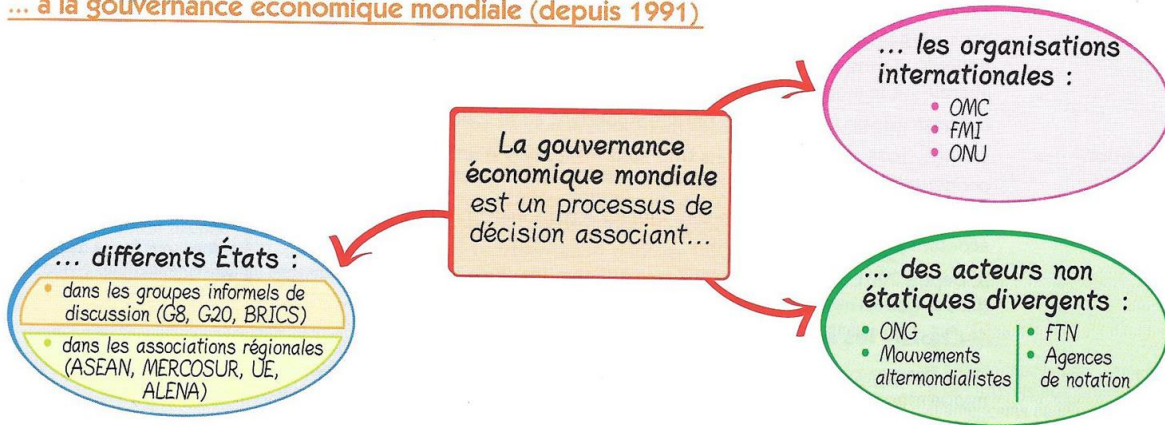 ... à la gouvernance économique mondiale (depuis 1991)
... les organisations
internationales :
• OMC
• FMI
• ONU
La gouvernance
économique mondiale
est un processus de
décision associant...
... différents États :
• dans les groupes informels de
discussion (G8, G20, BRICS)
• dans les associations régionales
(ASEAN, MERCOSUR, UE,
ALENA)
... des acteurs non
étatiques divergents :
• ONG
• Mouvements
altermondialistes
• FTN
• Agences
de notation